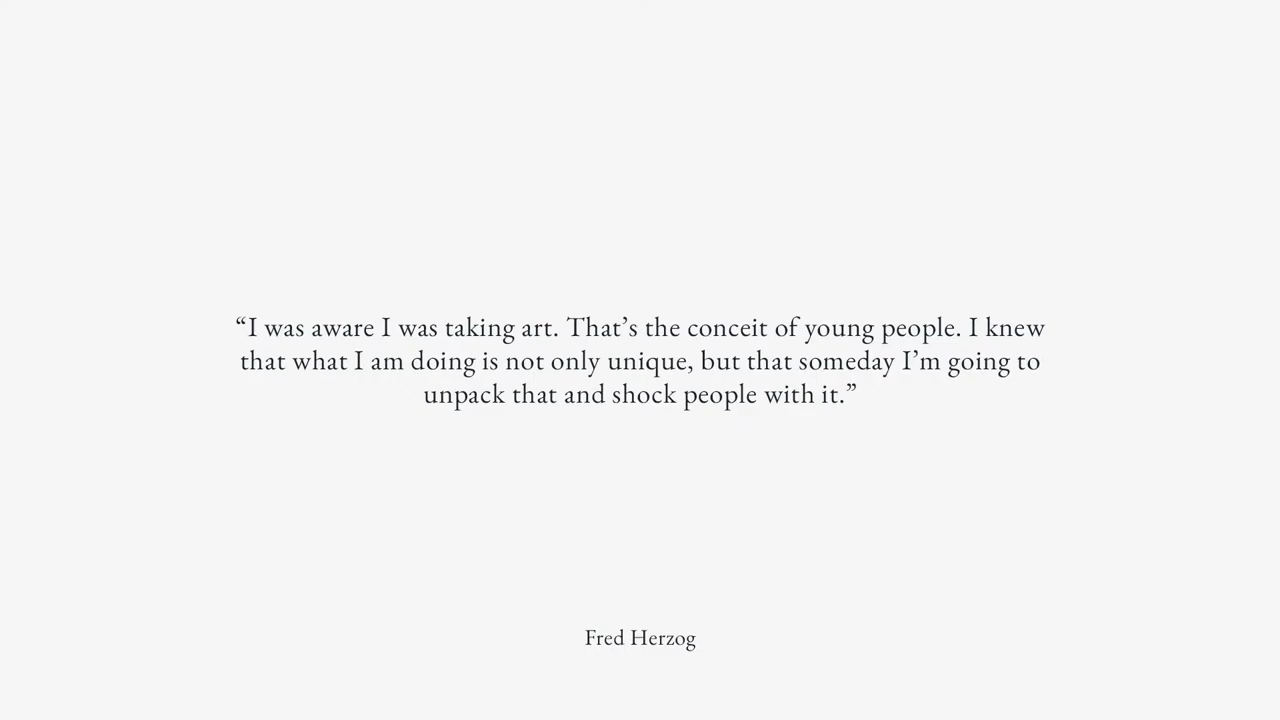 “I was aware I was taking art. That’s the conceit of young people. I knew
that what I am doing is not only unique, but that someday I’m going to
unpack that and shock people with it.”
Fred Herzog